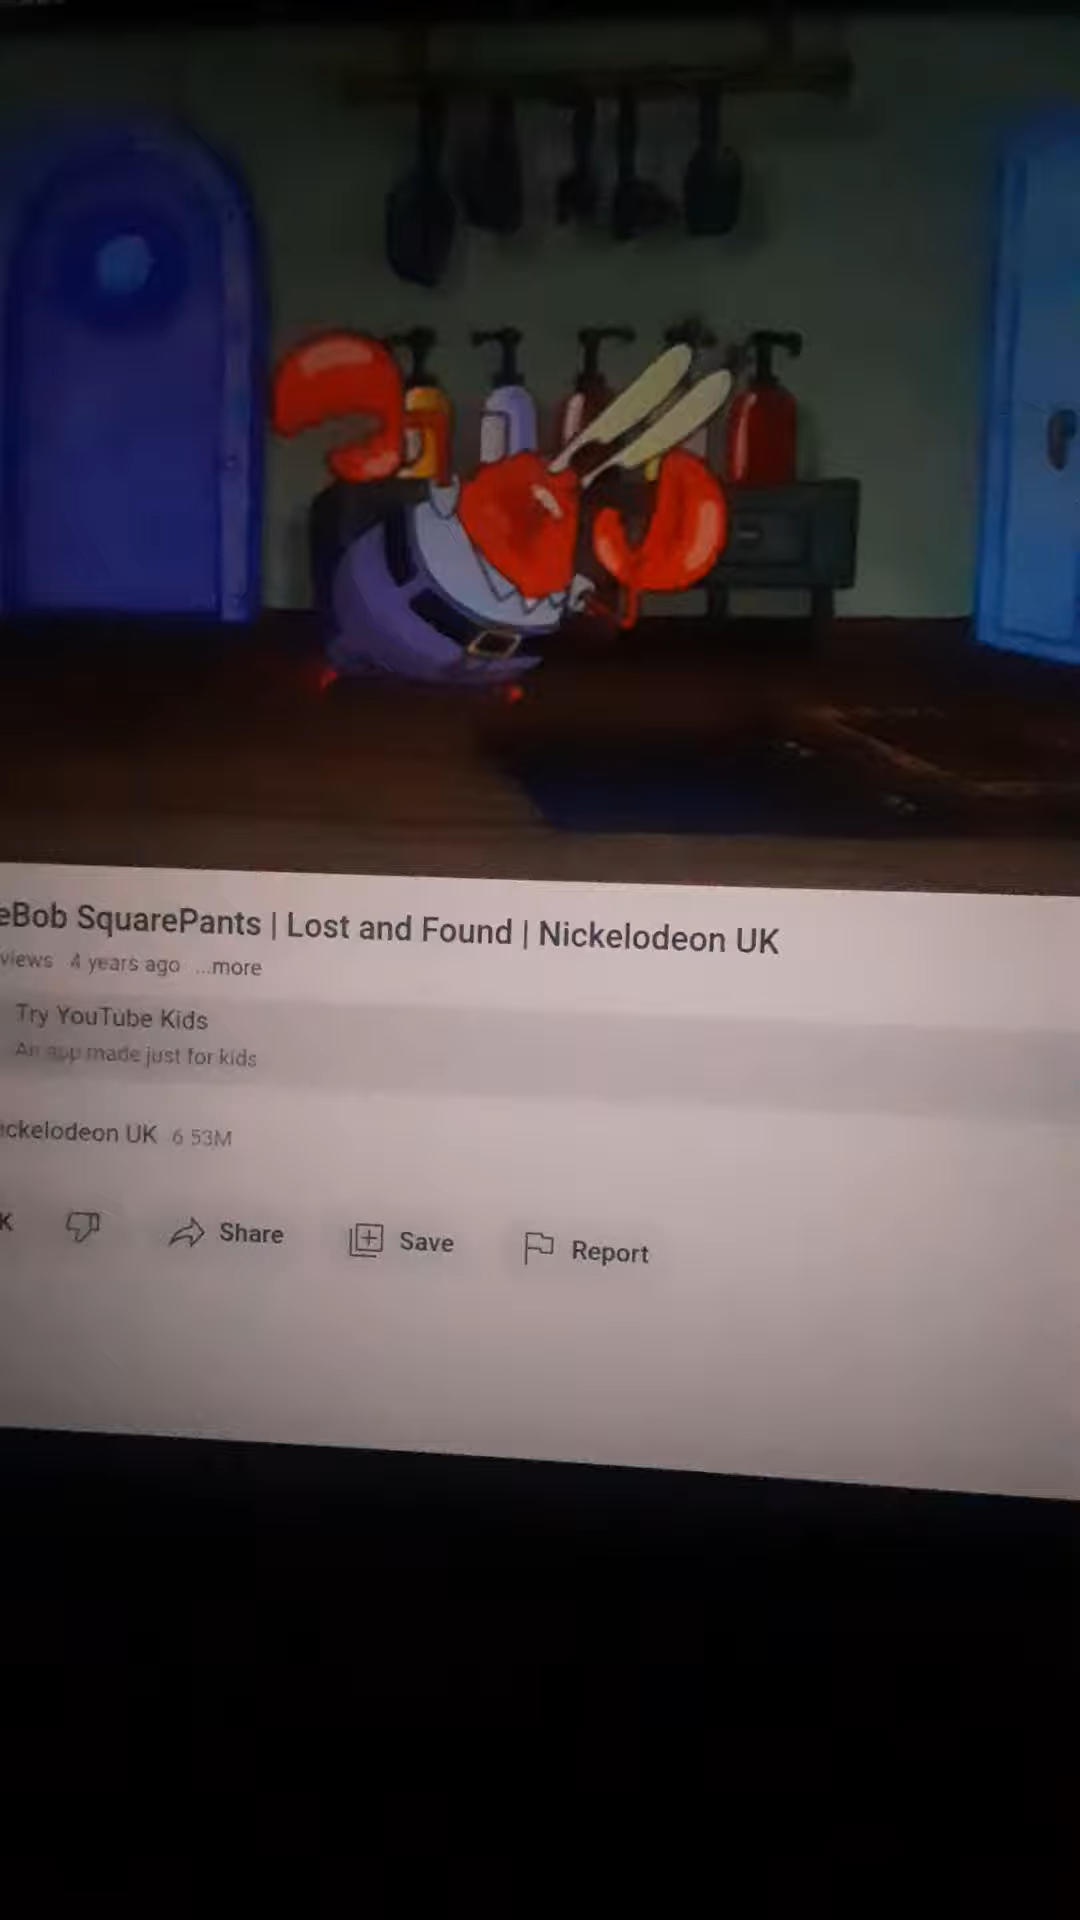 eBob SquarePants | Lost and Found | Nickelodeon UK
views 4 years ago ...more
Try YouTube Kids
An app made just for kids
ickelodeon UK 6.53M
K Share Save Report